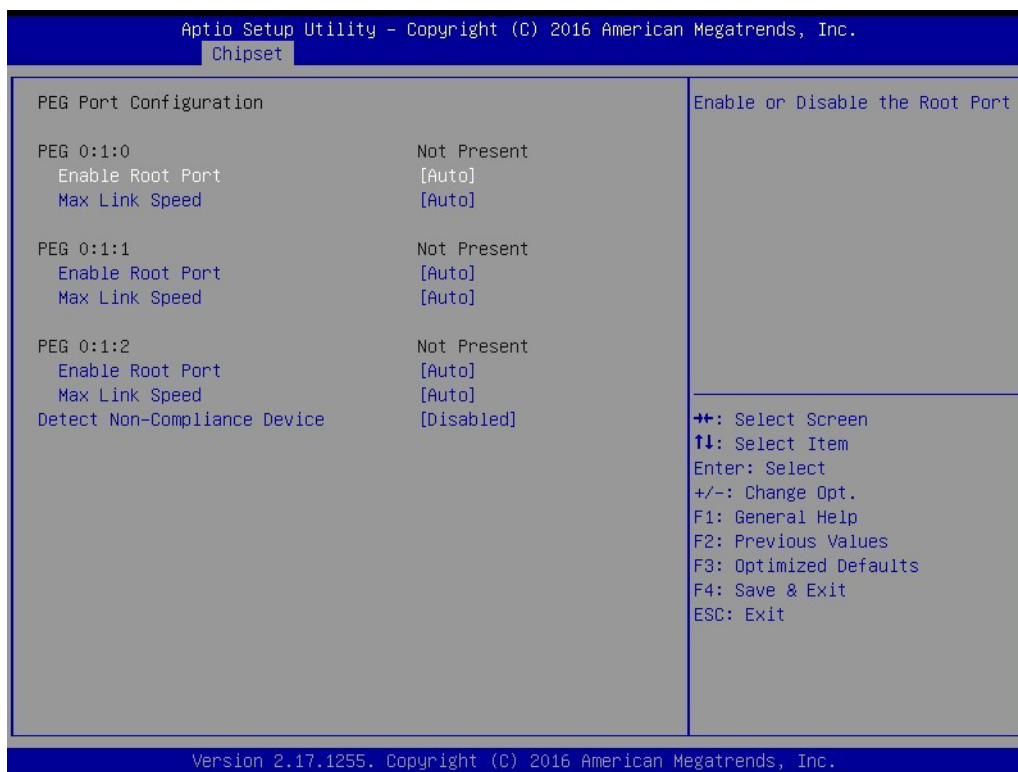 Aptio Setup Utility – Copyright (C) 2016 American Megatrends, Inc.
Chipset
PEG Port Configuration
PEG 0:1:0 Not Present
Enable Root Port [Auto]
Max Link Speed [Auto]
PEG 0:1:1 Not Present
Enable Root Port [Auto]
Max Link Speed [Auto]
PEG 0:1:2 Not Present
Enable Root Port [Auto]
Max Link Speed [Auto]
Detect Non-Compliance Device [Disabled]
Enable or Disable the Root Port
→←: Select Screen
↑↓: Select Item
Enter: Select
+/-: Change Opt.
F1: General Help
F2: Previous Values
F3: Optimized Defaults
F4: Save & Exit
ESC: Exit
Version 2.17.1255. Copyright (C) 2016 American Megatrends, Inc.